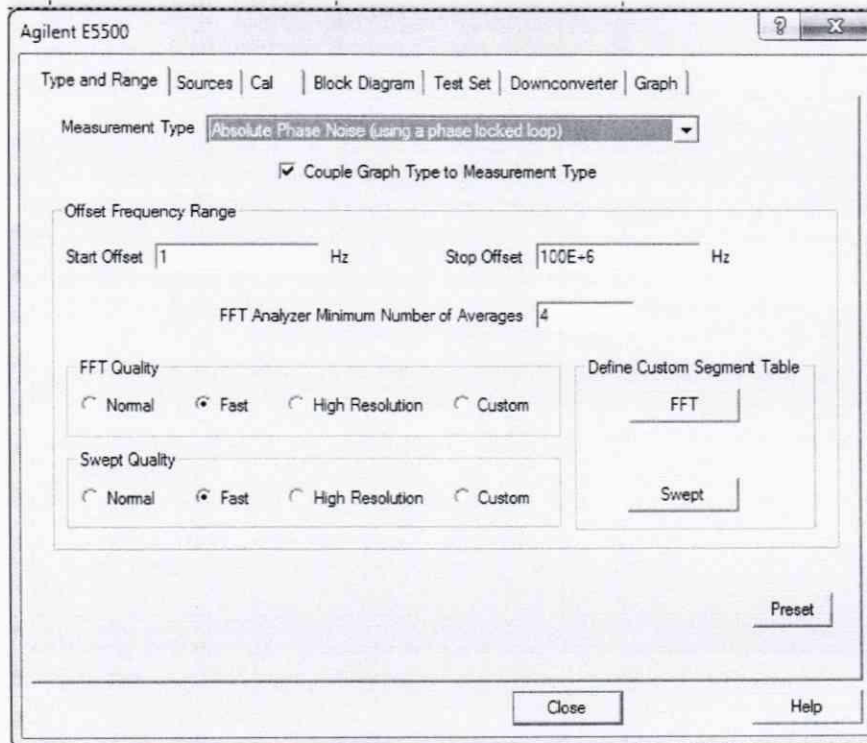 Agilent E5500
Type and Range Sources Cal Block Diagram Test Set Downconverter Graph
Measurement Type Absolute Phase Noise (using a phase locked loop)
Couple Graph Type to Measurement Type
Offset Frequency Range
Start Offset 1 Hz Stop Offset 100E+6 Hz
FFT Analyzer Minimum Number of Averages 4
FFT Quality
Normal Fast High Resolution Custom
Define Custom Segment Table
FFT
Swept Quality
Normal Fast High Resolution Custom
Swept
Preset
Close Help